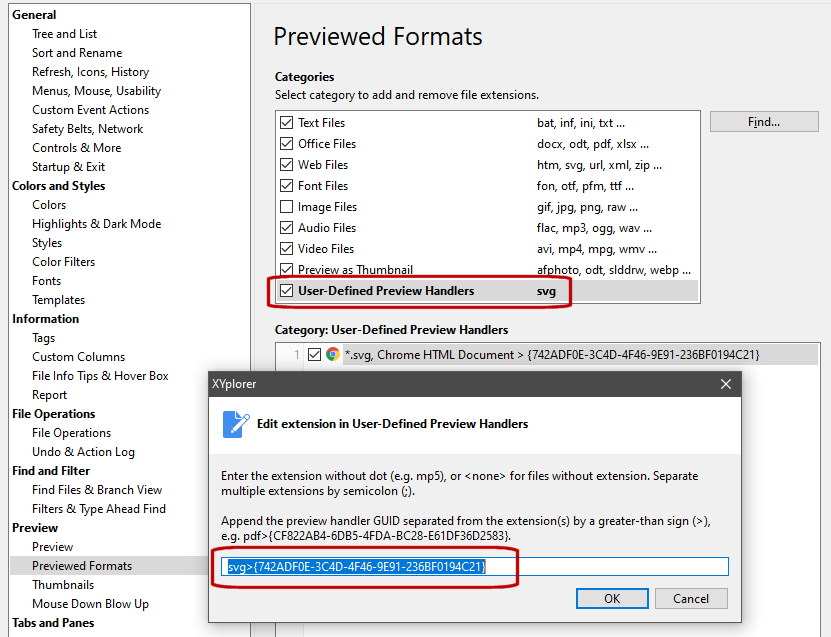 General
Tree and List
Sort and Rename
Refresh, Icons, History
Menus, Mouse, Usability
Custom Event Actions
Safety Belts, Network
Controls & More
Startup & Exit
Colors and Styles
Colors
Highlights & Dark Mode
Styles
Color Filters
Fonts
Templates
Information
Tags
Custom Columns
File Info Tips & Hover Box
Report
File Operations
File Operations
Undo & Action Log
Find and Filter
Find Files & Branch View
Filters & Type Ahead Find
Preview
Preview
Previewed Formats
Thumbnails
Mouse Down Blow Up
Tabs and Panes
Previewed Formats
Categories
Select category to add and remove file extensions.
Text Files bat, inf, ini, txt ...
Office Files docx, odt, pdf, xlsx ...
Web Files htm, svg, url, xml, zip ...
Font Files fon, otf, pfm, ttf ...
Image Files gif, jpg, png, raw ...
Audio Files flac, mp3, ogg, wav ...
Video Files avi, mp4, mpg, wmv ...
Preview as Thumbnail afphoto, odt, slddrw, webp ...
User-Defined Preview Handlers svg
Find...
Category: User-Defined Preview Handlers
1 *.svg, Chrome HTML Document > {742ADF0E-3C4D-4F46-9E91-236BF0194C21}
XYplorer
Edit extension in User-Defined Preview Handlers
Enter the extension without dot (e.g. mp5), or <none> for files without extension. Separate
multiple extensions by semicolon (;).
Append the preview handler GUID separated from the extension(s) by a greater-than sign (>),
e.g. pdf>{CF822AB4-6DB5-4FDA-BC28-E61DF36D2583}.
svg>{742ADF0E-3C4D-4F46-9E91-236BF0194C21}
OK
Cancel